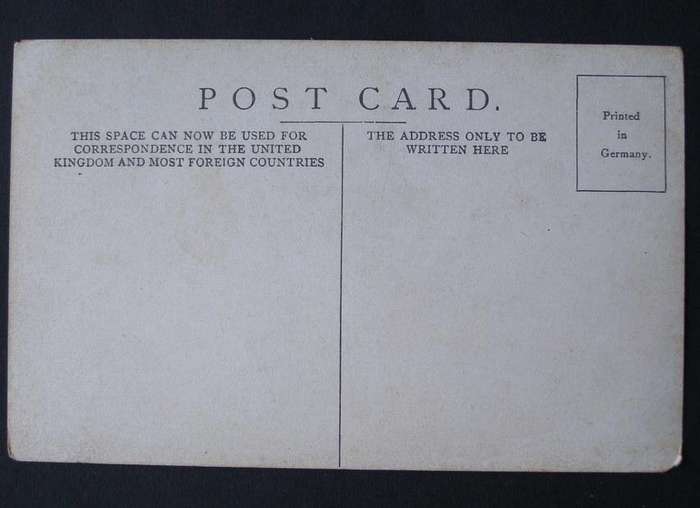 POST CARD.
THIS SPACE CAN NOW BE USED FOR
CORRESPONDENCE IN THE UNITED
KINGDOM AND MOST FOREIGN COUNTRIES
THE ADDRESS ONLY TO BE
WRITTEN HERE
Printed
in
Germany.